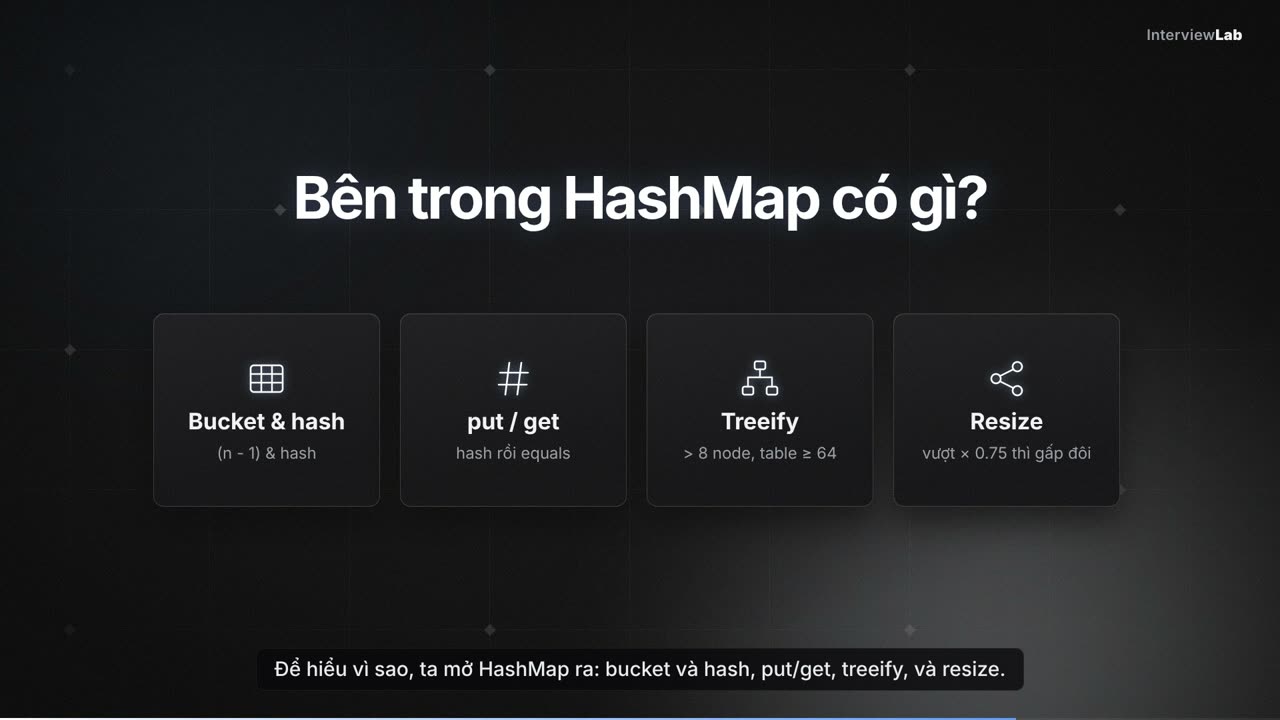 InterviewLab
Bên trong HashMap có gì?
Bucket & hash
(n - 1) & hash
put / get
hash rồi equals
Treeify
> 8 node, table ≥ 64
Resize
vượt × 0.75 thì gấp đôi
Để hiểu vì sao, ta mở HashMap ra: bucket và hash, put/get, treeify, và resize.